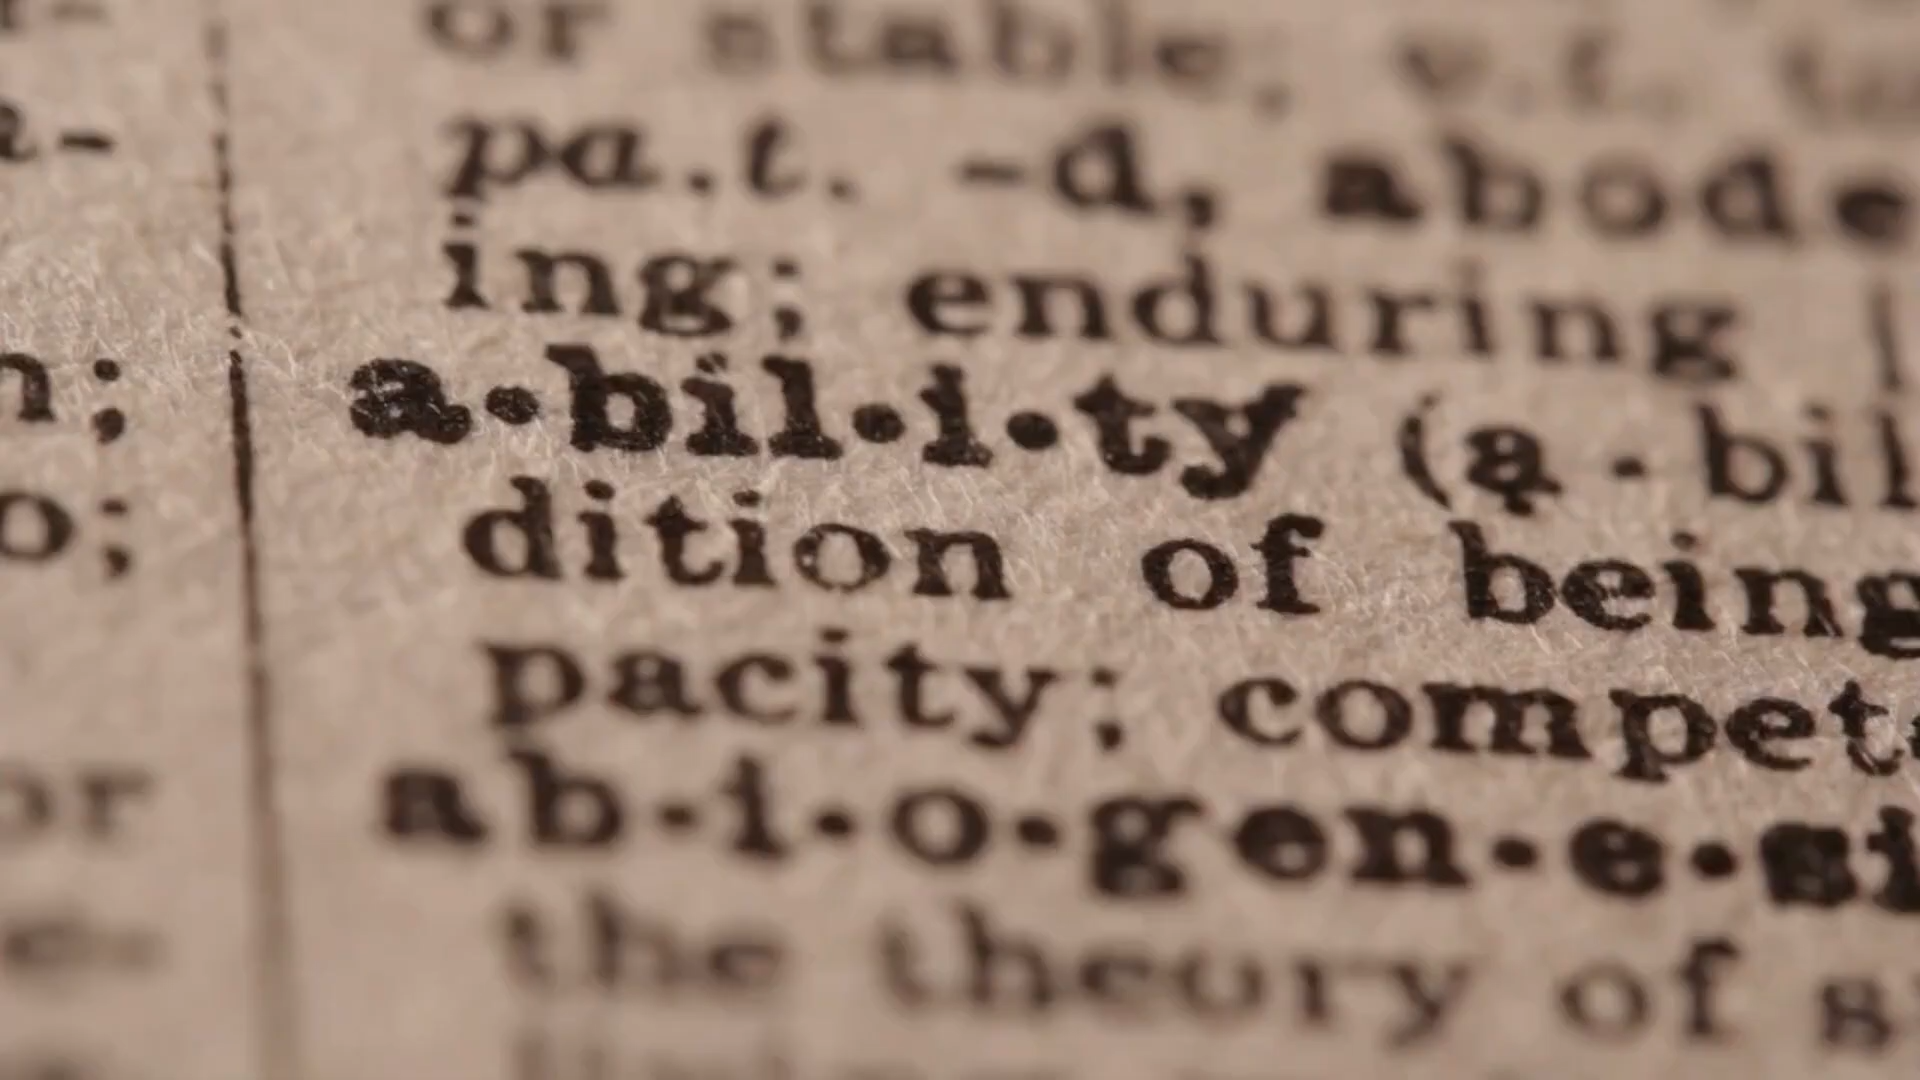 or stable; v.t.
pa.t. -d, abode
ing; enduring |
n;
a•bil•i•ty (ạ - bil
o;
dition of being
pacity; compet
or
ab•i•o•gen•e•si
the theory of s